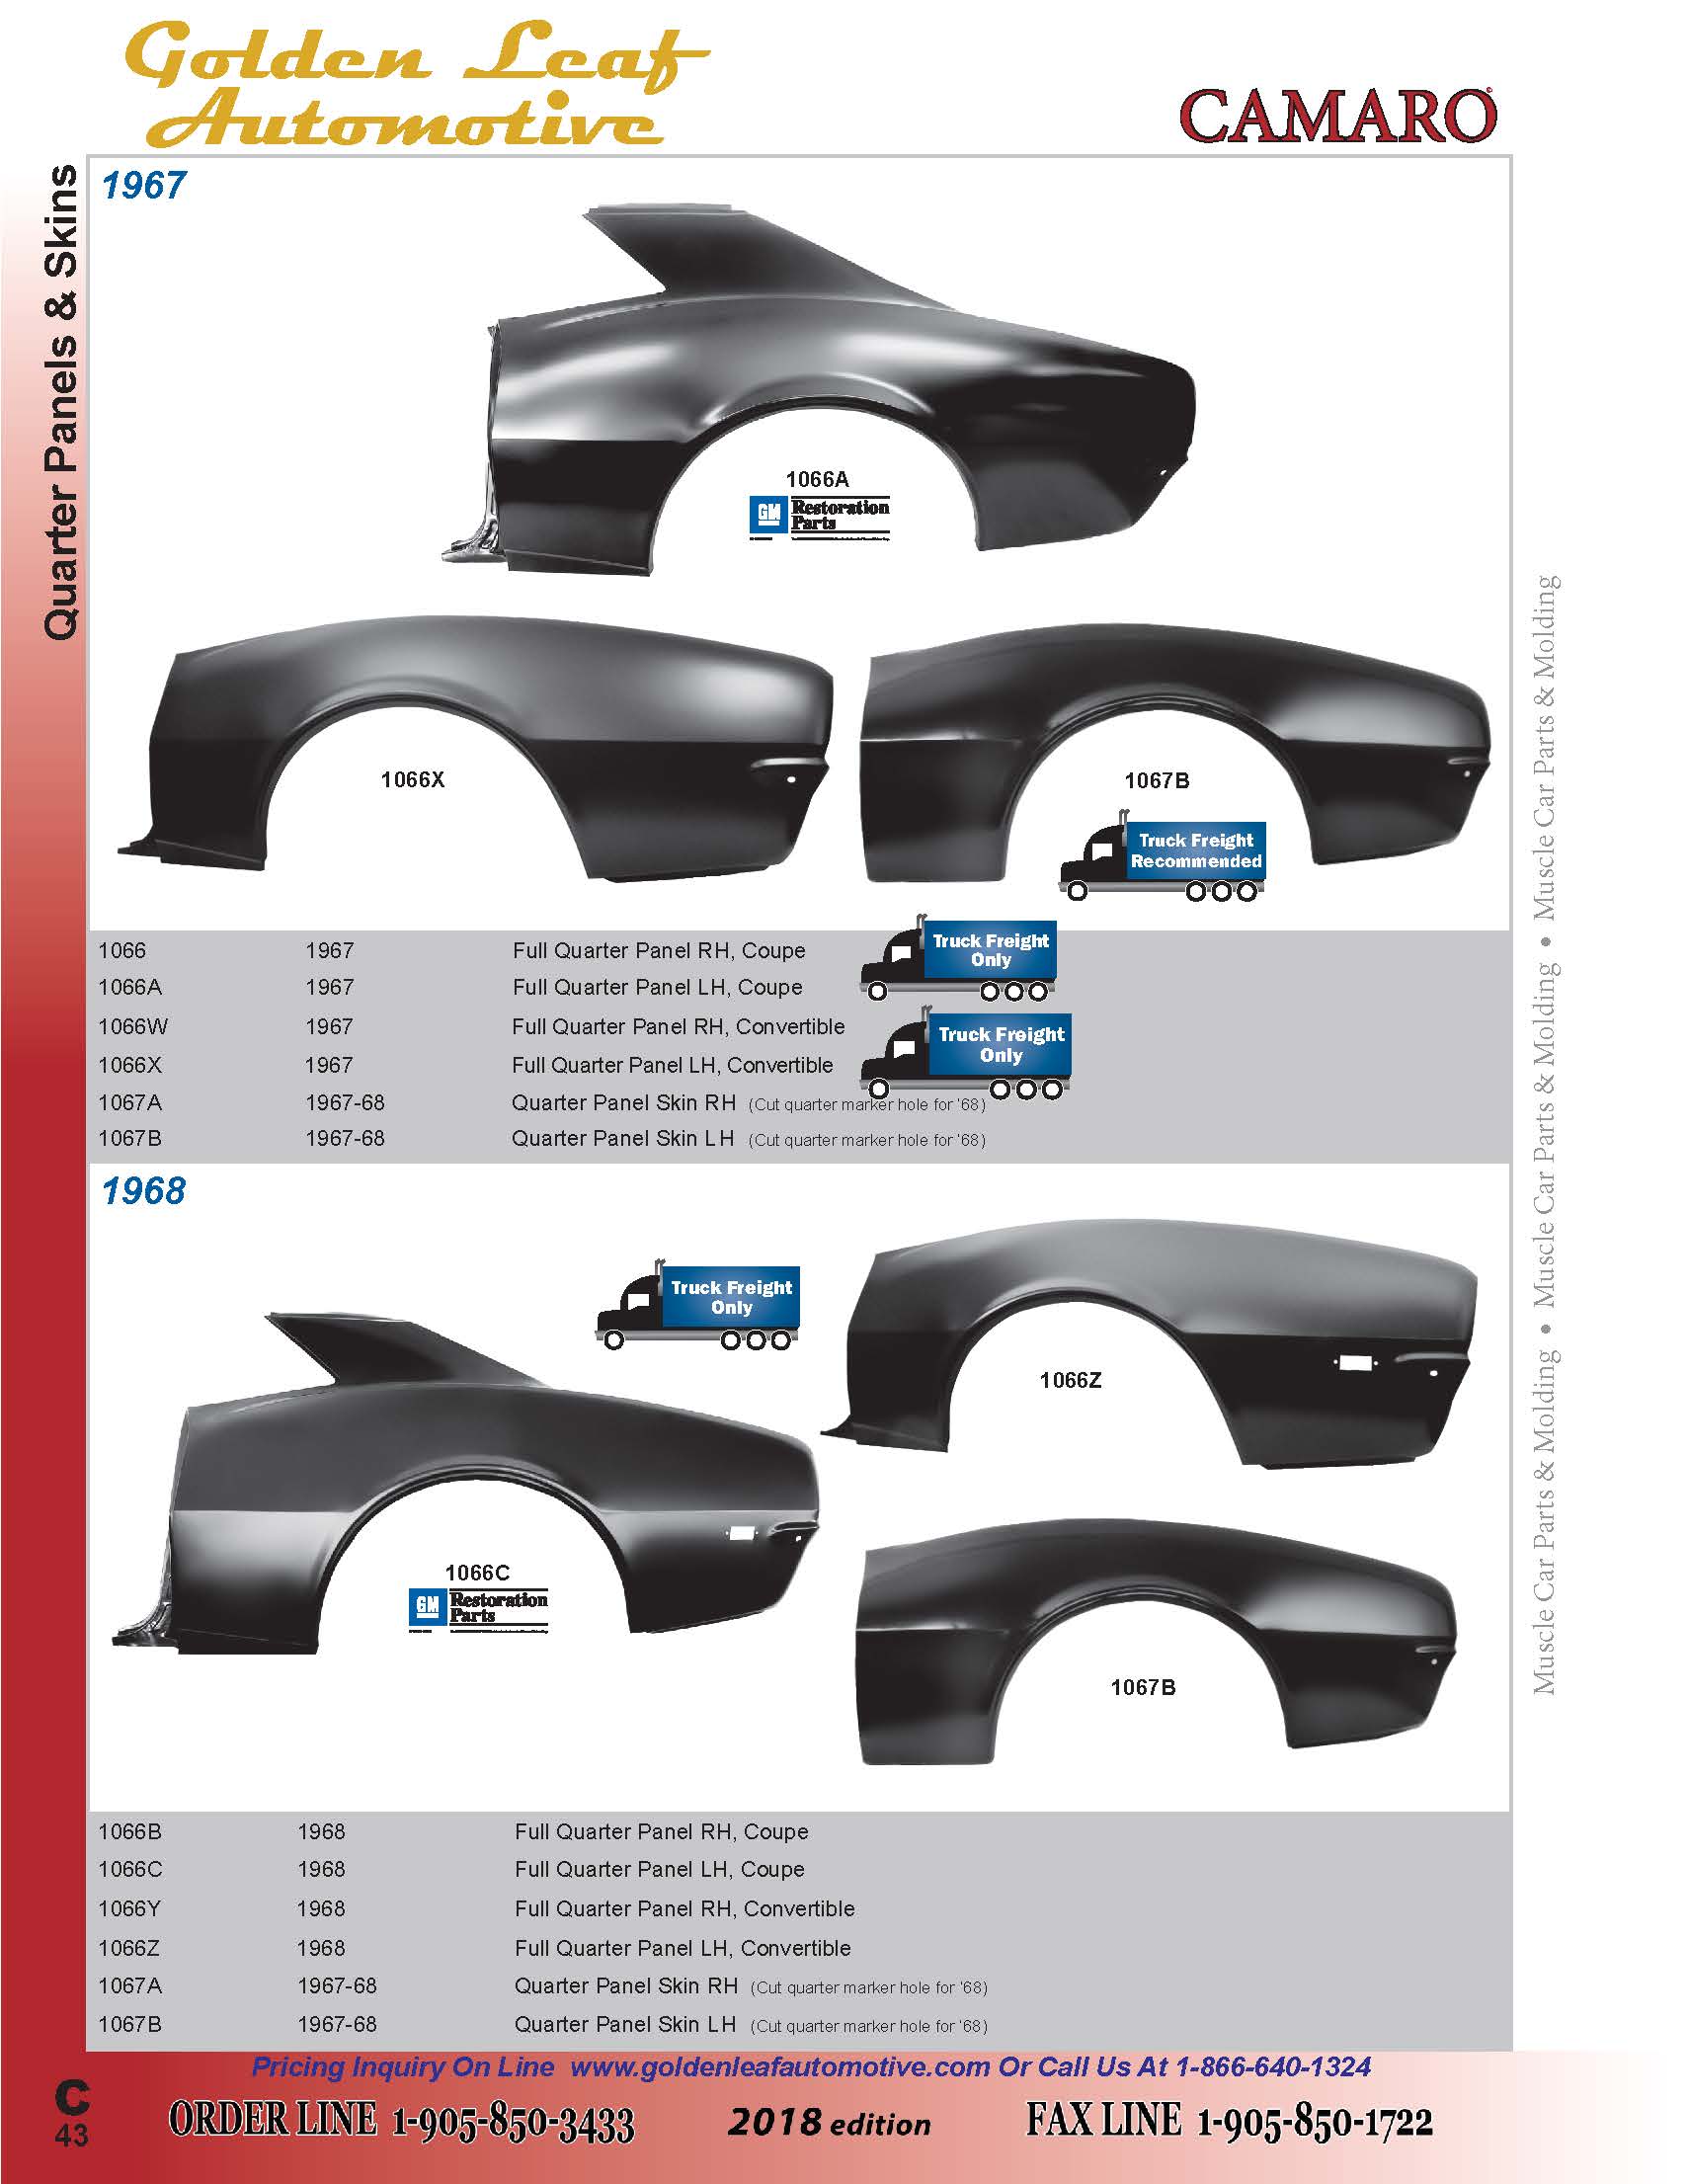 Golden Leaf
Automotive
CAMARO
Quarter Panels & Skins
1967
1066A
GM Restoration
Parts
1066X
1067B
Truck Freight
Recommended
1066 1967 Full Quarter Panel RH, Coupe
Truck Freight
Only
1066A 1967 Full Quarter Panel LH, Coupe
1066W 1967 Full Quarter Panel RH, Convertible
Truck Freight
Only
1066X 1967 Full Quarter Panel LH, Convertible
1067A 1967-68 Quarter Panel Skin RH (Cut quarter marker hole for '68)
1067B 1967-68 Quarter Panel Skin LH (Cut quarter marker hole for '68)
1968
Truck Freight
Only
1066Z
1066C
GM Restoration
Parts
1067B
1066B 1968 Full Quarter Panel RH, Coupe
1066C 1968 Full Quarter Panel LH, Coupe
1066Y 1968 Full Quarter Panel RH, Convertible
1066Z 1968 Full Quarter Panel LH, Convertible
1067A 1967-68 Quarter Panel Skin RH (Cut quarter marker hole for '68)
1067B 1967-68 Quarter Panel Skin LH (Cut quarter marker hole for '68)
Muscle Car Parts & Molding • Muscle Car Parts & Molding • Muscle Car Parts & Molding
Pricing Inquiry On Line www.goldenleafautomotive.com Or Call Us At 1-866-640-1324
C
43
ORDER LINE 1-905-850-3433 2018 edition FAX LINE 1-905-850-1722